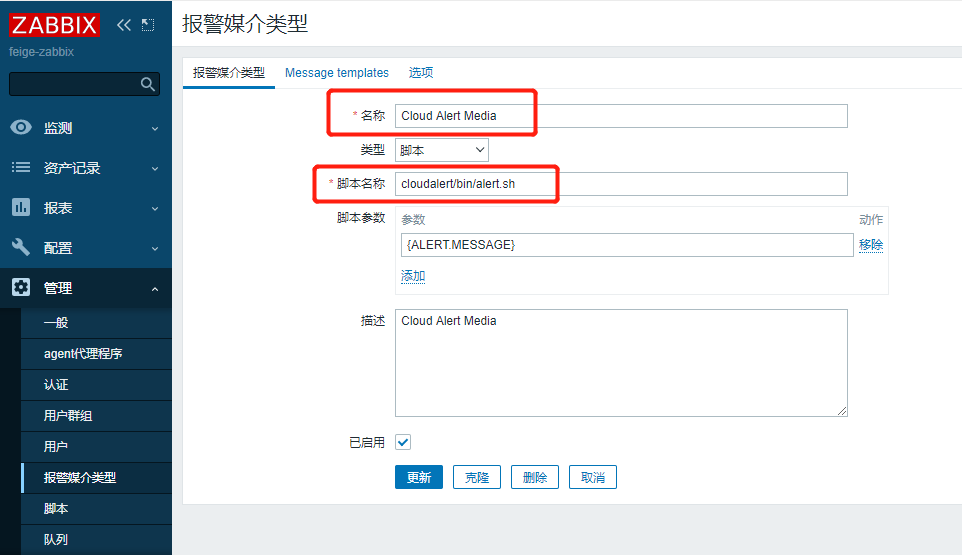 ZABBIX
feige-zabbix
监测
资产记录
报表
配置
管理
一般
agent代理程序
认证
用户群组
用户
报警媒介类型
脚本
队列
报警媒介类型
报警媒介类型 Message templates 选项
* 名称 Cloud Alert Media
类型 脚本
* 脚本名称 cloudalert/bin/alert.sh
脚本参数 参数 动作
{ALERT.MESSAGE} 移除
添加
描述 Cloud Alert Media
已启用
更新 克隆 删除 取消